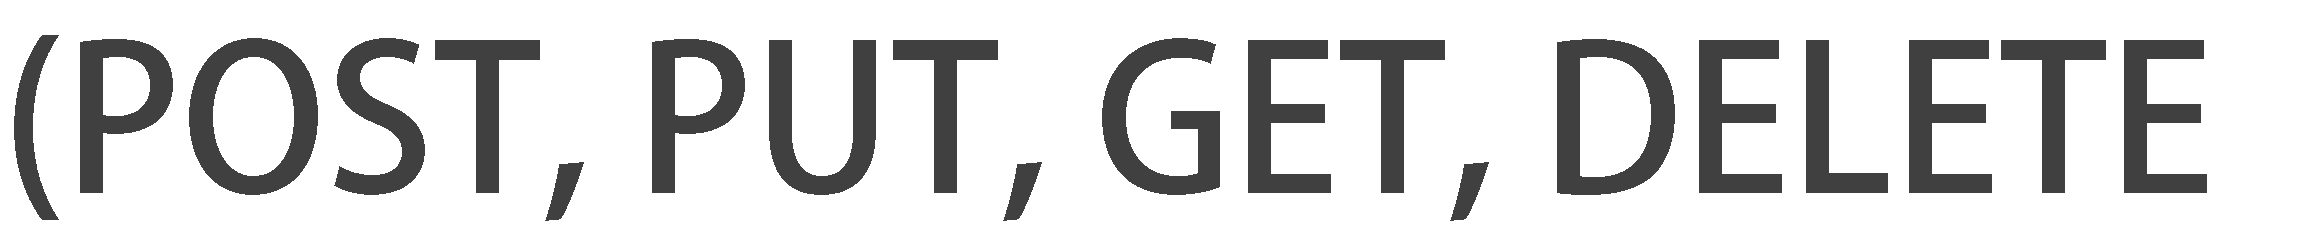 (POST, PUT, GET, DELETE